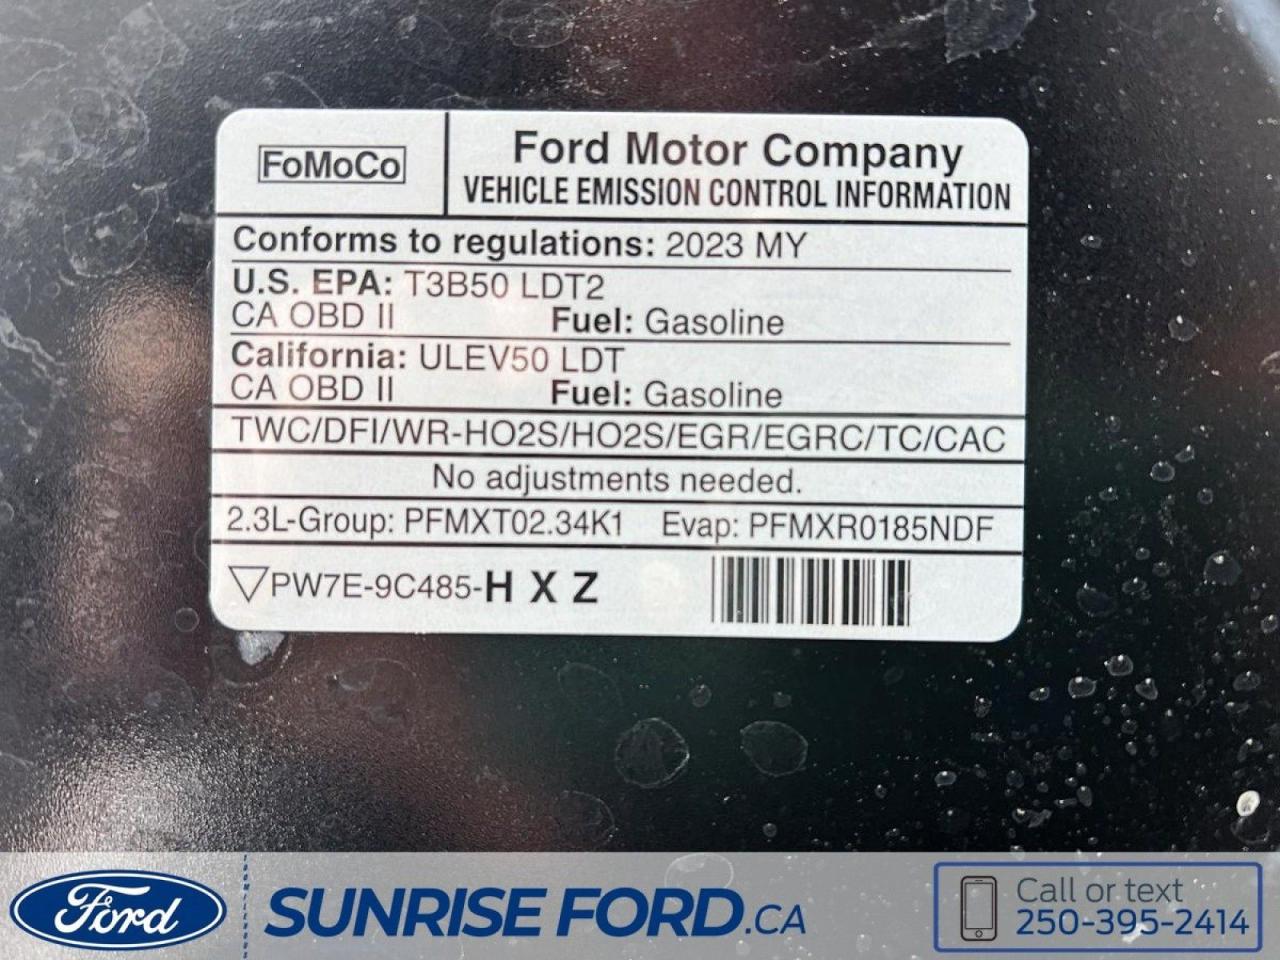 FoMoCo
Ford Motor Company
VEHICLE EMISSION CONTROL INFORMATION
Conforms to regulations: 2023 MY
U.S. EPA: T3B50 LDT2
CA OBD II Fuel: Gasoline
California: ULEV50 LDT
CA OBD II Fuel: Gasoline
TWC/DFI/WR-HO2S/HO2S/EGR/EGRC/TC/CAC
No adjustments needed.
2.3L-Group: PFMXT02.34K1 Evap: PFMXR0185NDF
PW7E-9C485-H X Z
Ford
SUNRISE FORD.CA
Call or text
250-395-2414